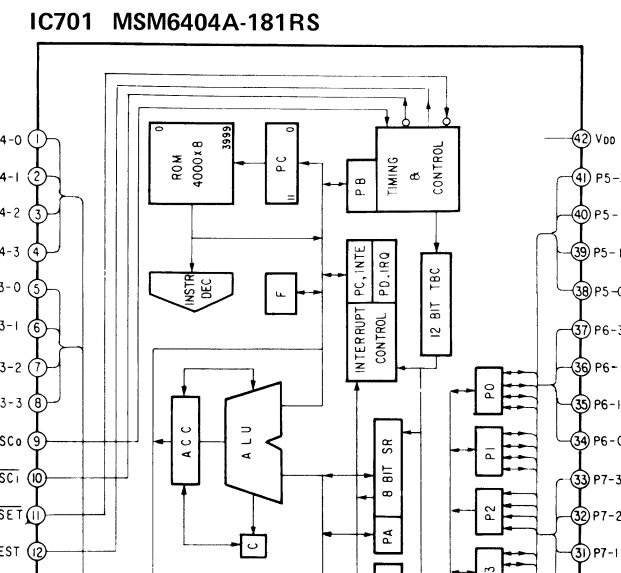 IC701 MSM6404A-181RS
4-0 1
4-1 2
4-2 3
4-3 4
3-0 5
3-1 6
3-2 7
3-3 8
SC0 9
SC1 10
SET 11
EST 12
0 3999
ROM
4000x8
0
PC
11
PB
TIMING
&
CONTROL
INSTR
DEC
F
PC, INTE
PD, IRQ
INTERRUPT
CONTROL
12 BIT TBC
ACC
ALU
C
8 BIT SR
PA
P0
P1
P2
3
42 VDD
41 P5-
40 P5-
39 P5-1
38 P5-0
37 P6-3
36 P6-
35 P6-1
34 P6-0
33 P7-3
32 P7-2
31 P7-1